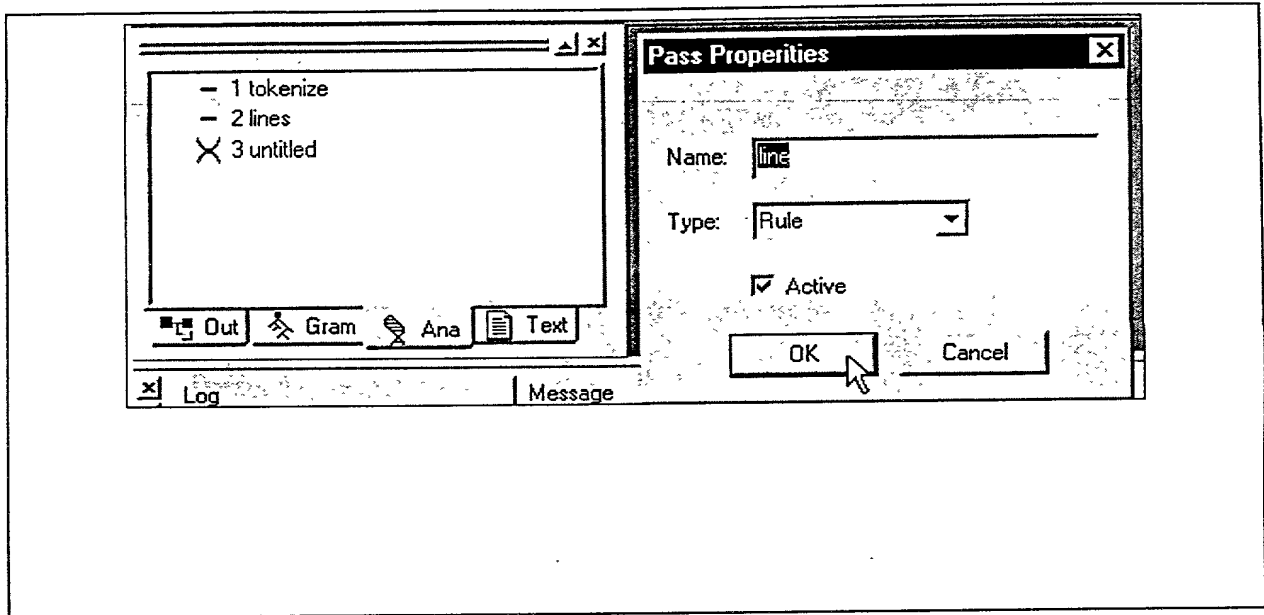 1 tokenize
2 lines
3 untitled
Out Gram Ana Text
Log Message
Pass Properities
Name: line
Type: Rule
Active
OK Cancel